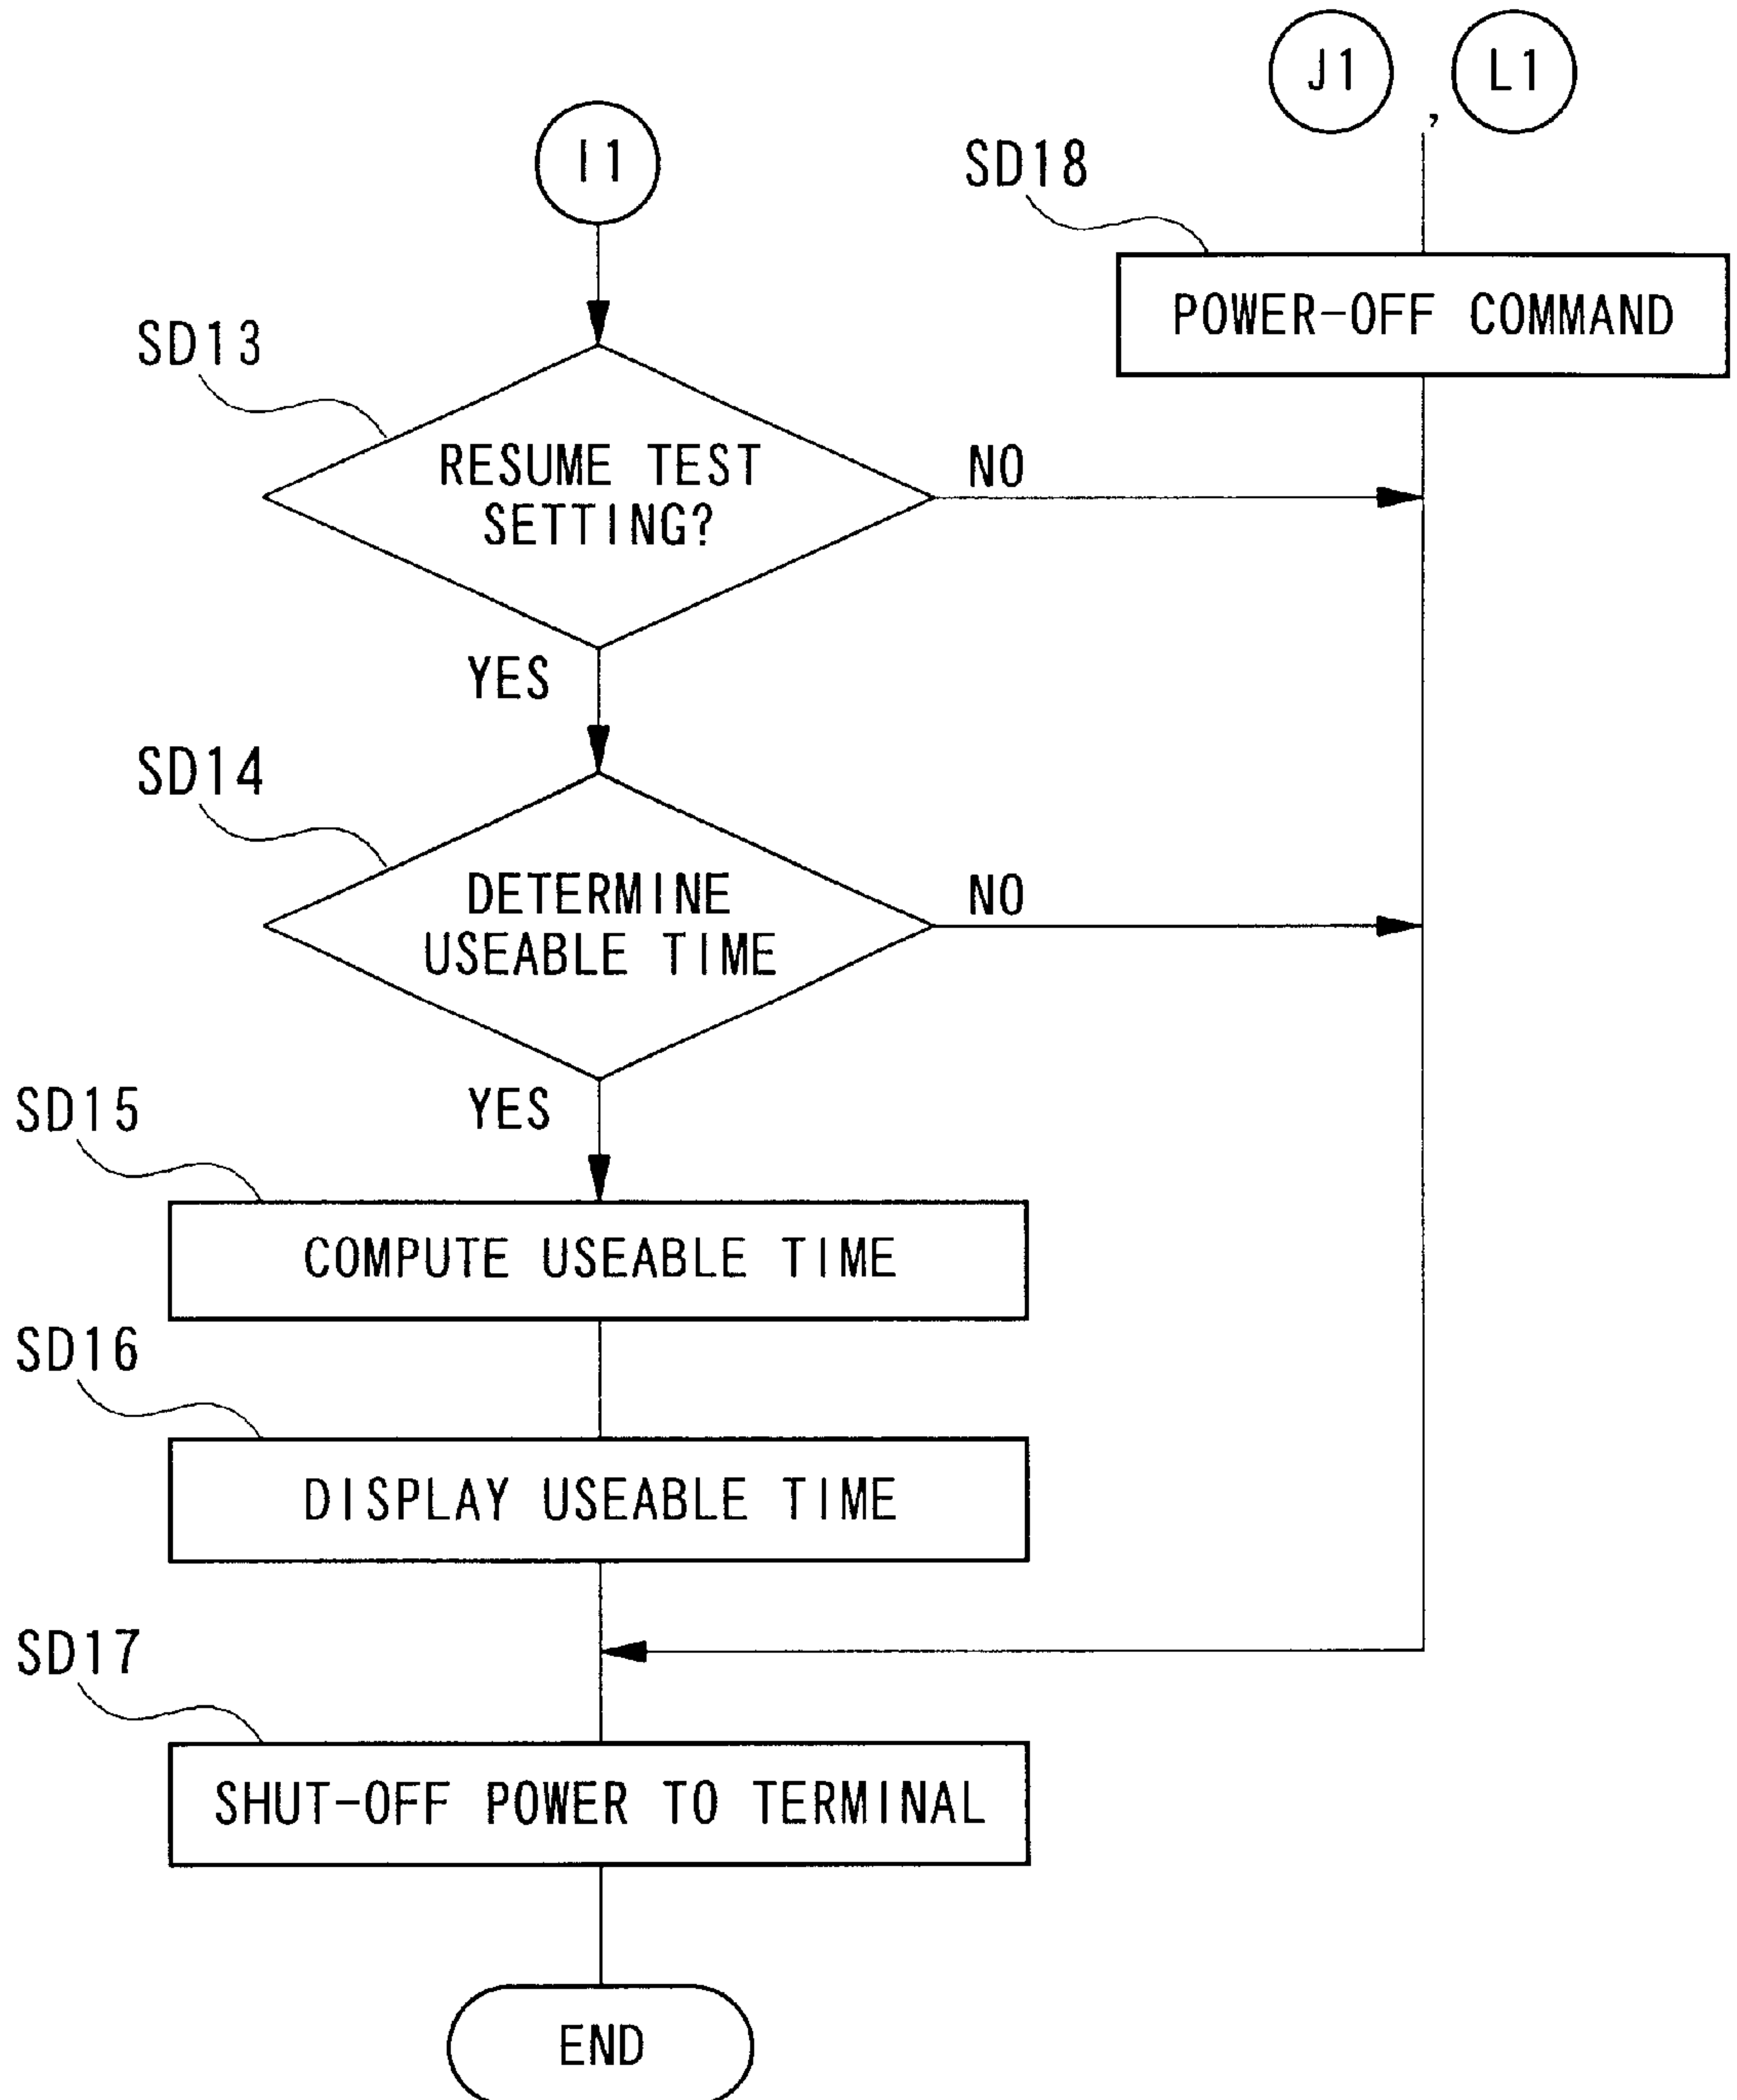 J1 , L1
I1
SD18
POWER-OFF COMMAND
SD13
RESUME TEST
SETTING?
NO
YES
SD14
DETERMINE
USEABLE TIME
NO
YES
SD15
COMPUTE USEABLE TIME
SD16
DISPLAY USEABLE TIME
SD17
SHUT-OFF POWER TO TERMINAL
END